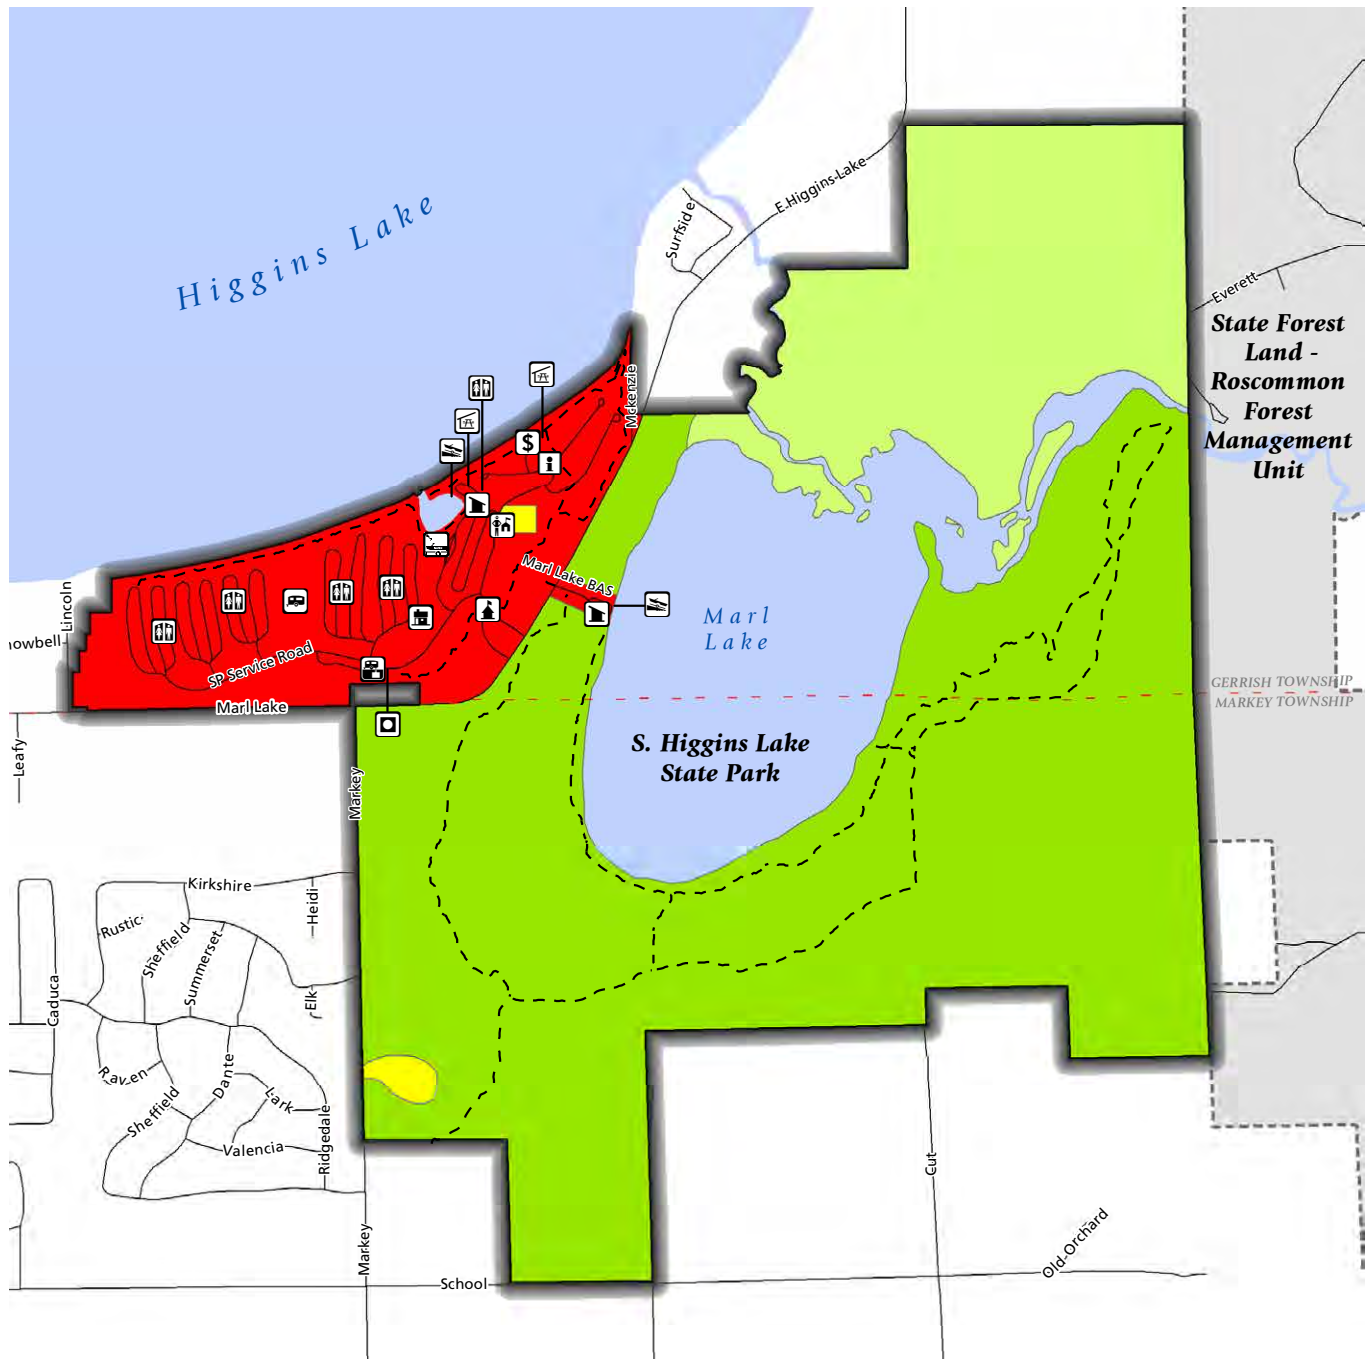 Higgins Lake
E Higgins Lake
Surfside
Everett
State Forest
Land -
Roscommon
Forest
Management
Unit
Mckenzie
$
i
Marl Lake BAS
Lincoln
Marl
Lake
SP Service Road
Marl Lake
GERRISH TOWNSHIP
MARKEY TOWNSHIP
S. Higgins Lake
State Park
Leafy
Markey
Kirkshire
Heidi
Rustic
Sheffield
Summerset
Caduca
Elk
Raven
Dante
Lark
Sheffield
Ridgedale
Valencia
Cut
Markey
Old-Orchard
School